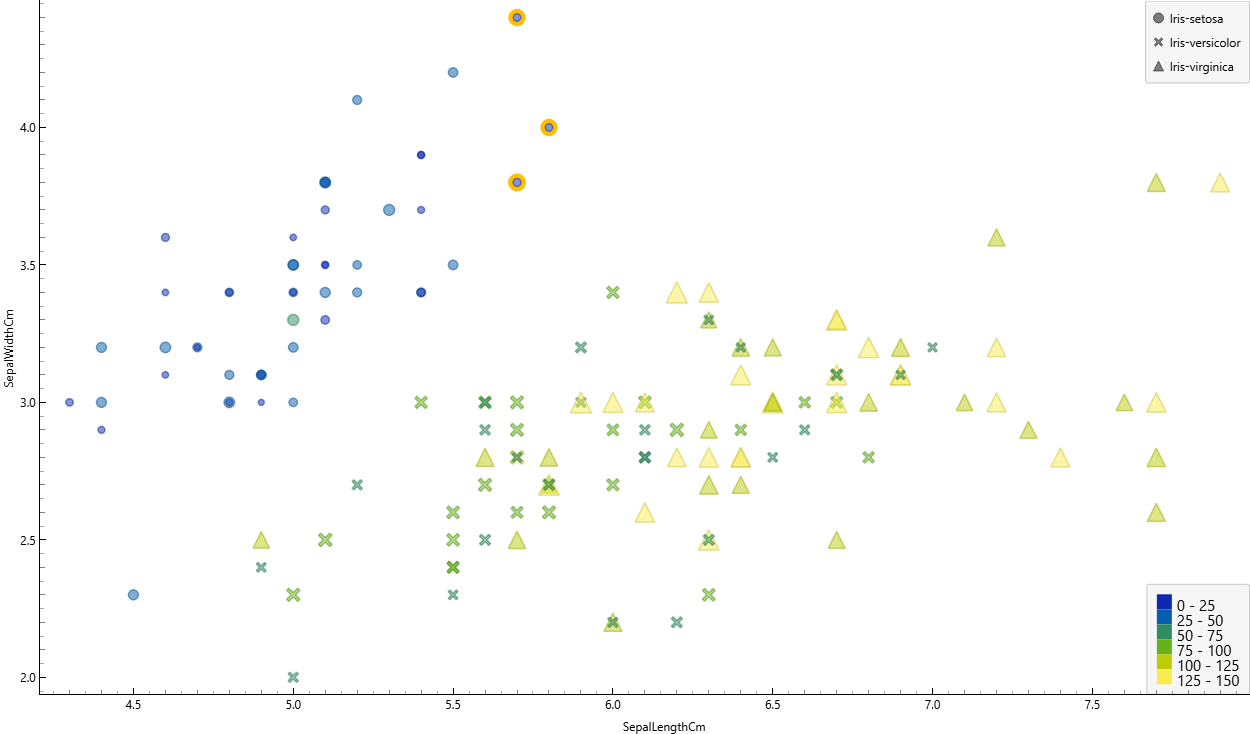 Iris-setosa
Iris-versicolor
Iris-virginica
SepalWidthCm
4.0
3.5
3.0
2.5
2.0
0 - 25
25 - 50
50 - 75
75 - 100
100 - 125
125 - 150
4.5 5.0 5.5 6.0 6.5 7.0 7.5
SepalLengthCm